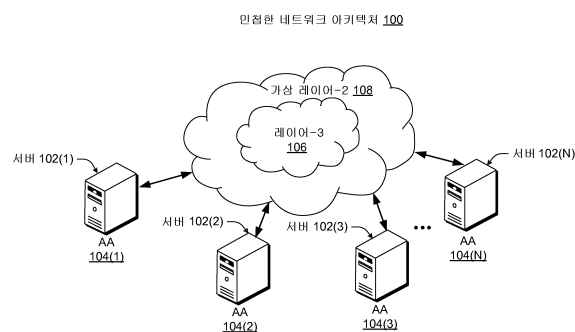 민첩한 네트워크 아키텍처 100
가상 레이어-2 108
레이어-3
106
서버 102(1)
서버 102(N)
서버 102(2)
서버 102(3)
...
AA
104(1)
AA
104(2)
AA
104(3)
AA
104(N)